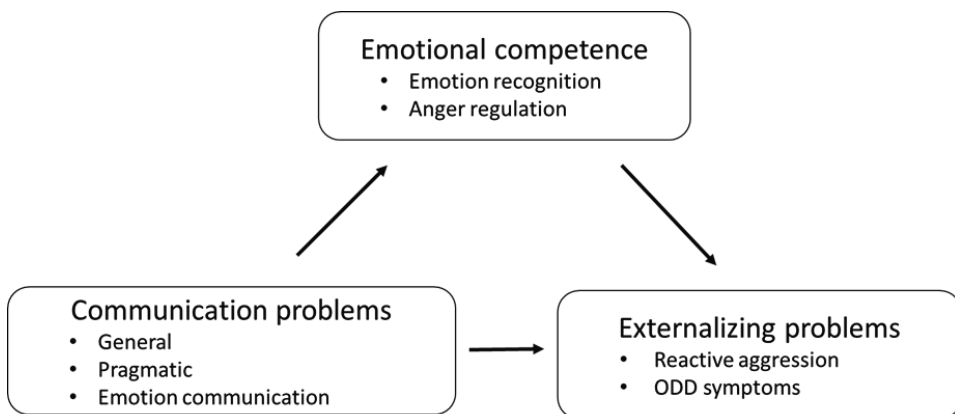 Emotional competence
• Emotion recognition
• Anger regulation
Communication problems
• General
• Pragmatic
• Emotion communication
Externalizing problems
• Reactive aggression
• ODD symptoms